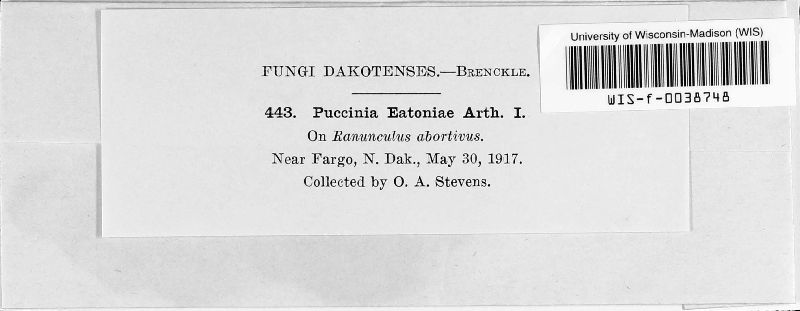 University of Wisconsin-Madison (WIS)
WIS-f-0038748
FUNGI DAKOTENSES.—BRENCKLE.
443. Puccinia Eatoniae Arth. I.
On Ranunculus abortivus.
Near Fargo, N. Dak., May 30, 1917.
Collected by O. A. Stevens.